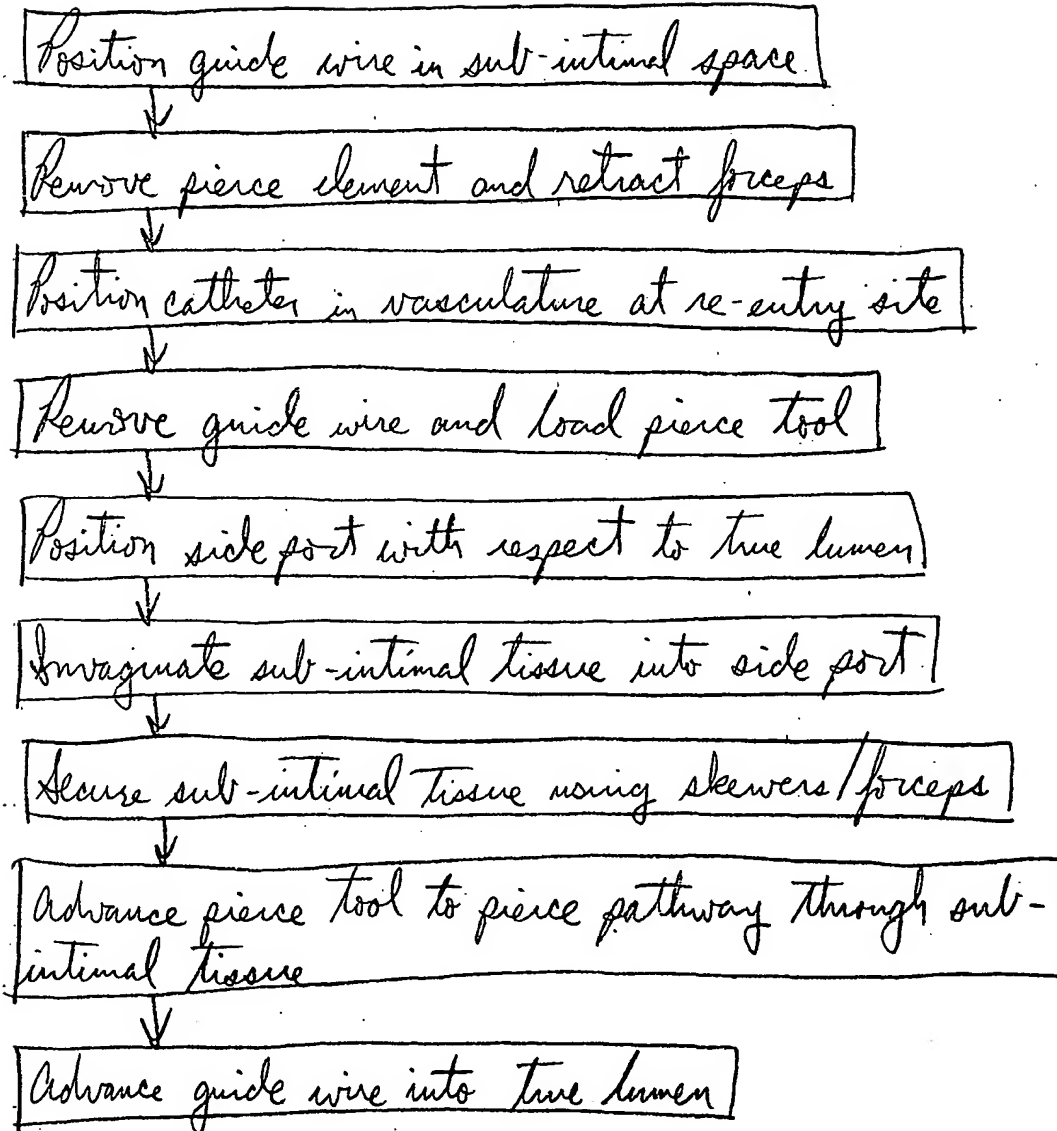 Position guide wire in sub-intimal space
Remove pierce element and retract forceps
Position catheter in vasculature at re-entry site
Remove guide wire and load pierce tool
Position side port with respect to true lumen
Invaginate sub-intimal tissue into side port
Secure sub-intimal tissue using skewers/forceps
Advance pierce tool to pierce pathway through sub-
intimal tissue
Advance guide wire into true lumen